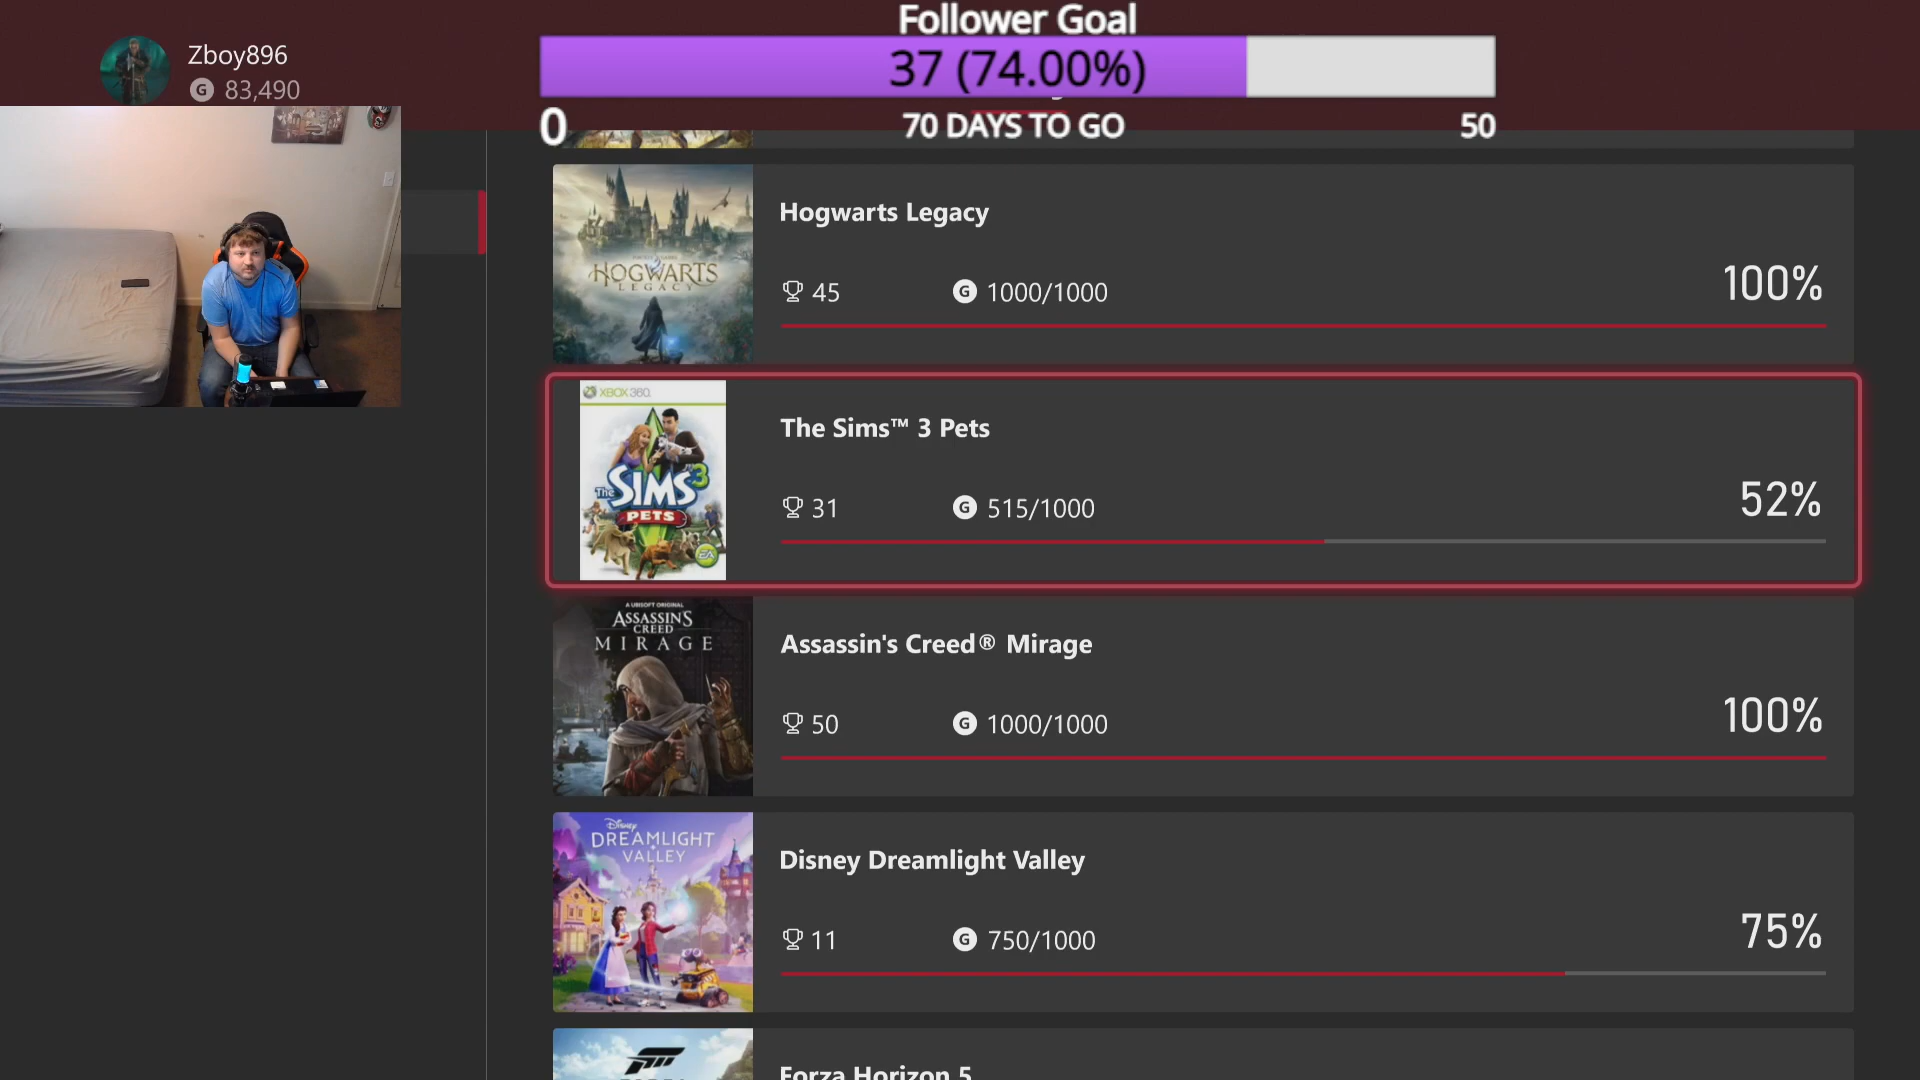 Follower Goal
37 (74.00%)
0
70 DAYS TO GO
50
Zboy896
G 83,490
HOGWARTS
LEGACY
Hogwarts Legacy
45
G 1000/1000
100%
XBOX 360
THE SIMS 3
PETS
EA
The Sims™ 3 Pets
31
G 515/1000
52%
A UBISOFT ORIGINAL
ASSASSIN'S
CREED
MIRAGE
Assassin's Creed® Mirage
50
G 1000/1000
100%
Disney
DREAMLIGHT
VALLEY
Disney Dreamlight Valley
11
G 750/1000
75%
Forza Horizon 5